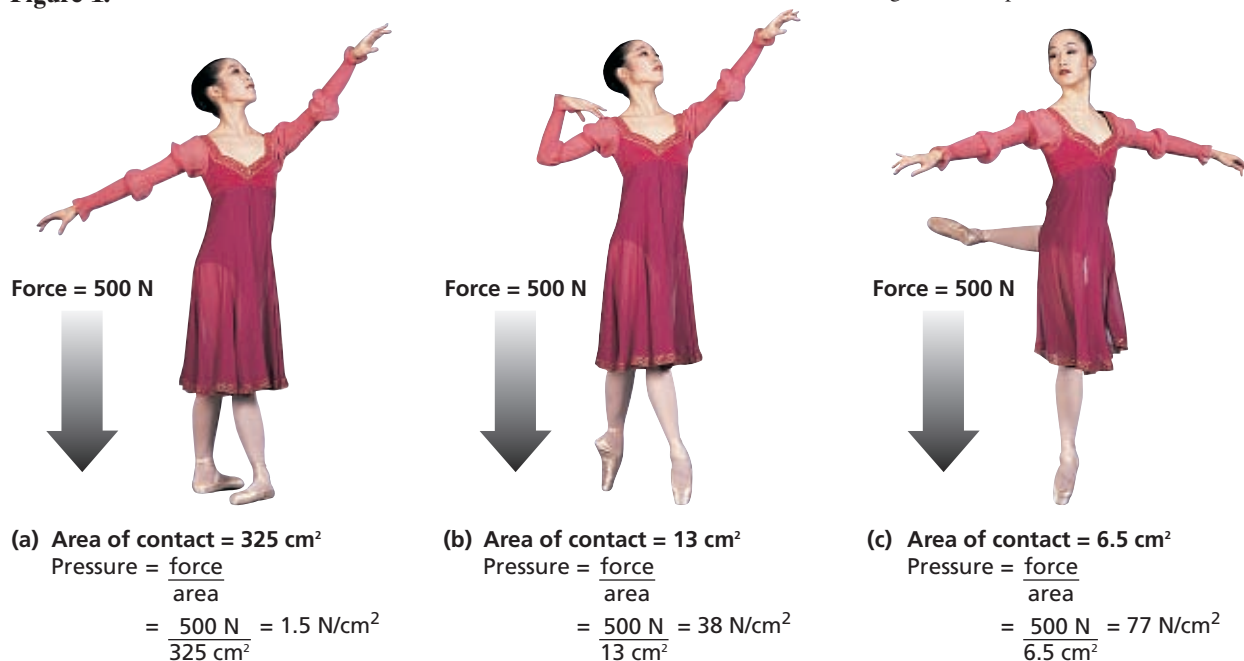 Figure 1.
Force = 500 N
Force = 500 N
Force = 500 N
(a) Area of contact = 325 cm²
Pressure = force
area
= 500 N = 1.5 N/cm²
325 cm²
(b) Area of contact = 13 cm²
Pressure = force
area
= 500 N = 38 N/cm²
13 cm²
(c) Area of contact = 6.5 cm²
Pressure = force
area
= 500 N = 77 N/cm²
6.5 cm²